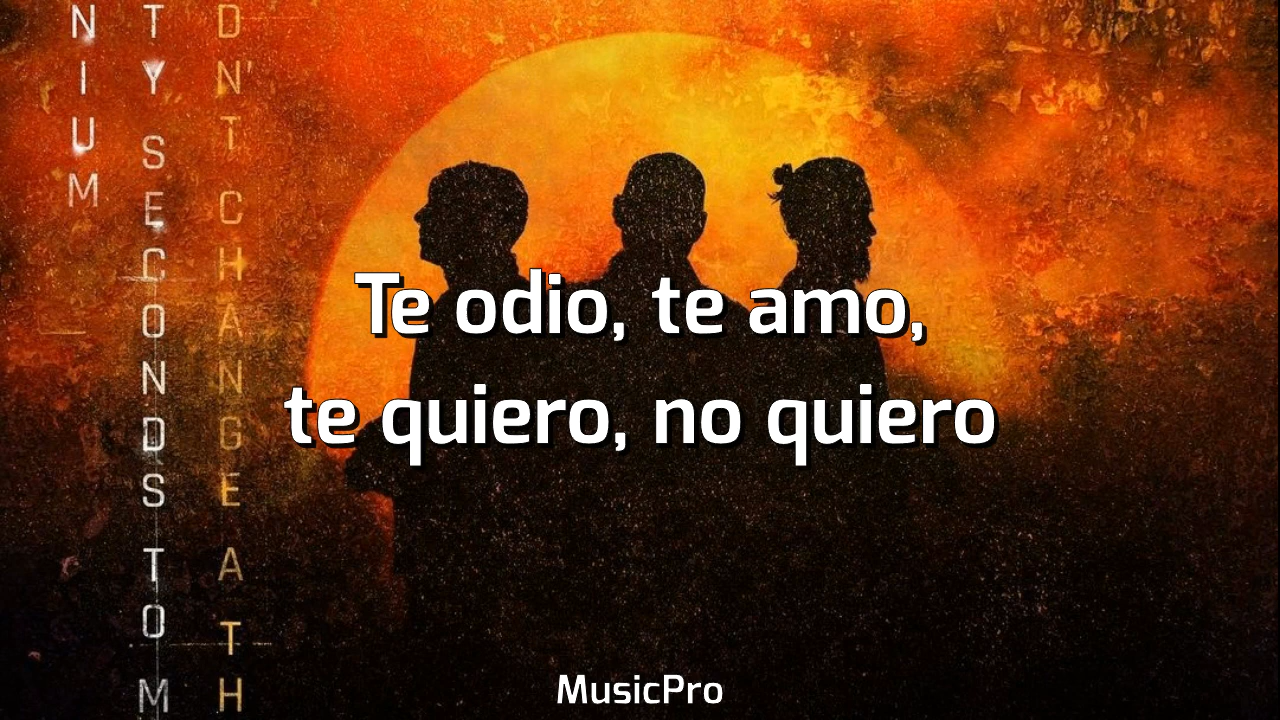 NIUM
TY SECONDS TO M
DN'T CHANGE A TH
Te odio, te amo,
te quiero, no quiero
MusicPro